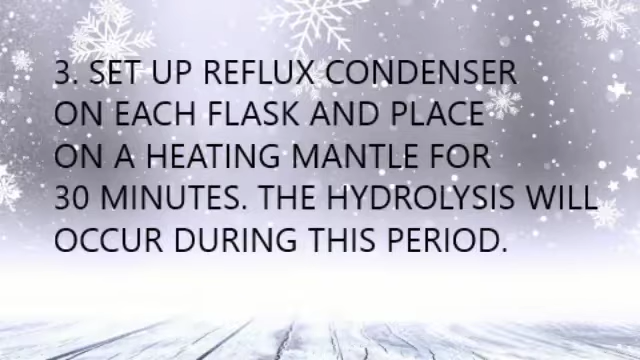 3. SET UP REFLUX CONDENSER
ON EACH FLASK AND PLACE
ON A HEATING MANTLE FOR
30 MINUTES. THE HYDROLYSIS WILL
OCCUR DURING THIS PERIOD.